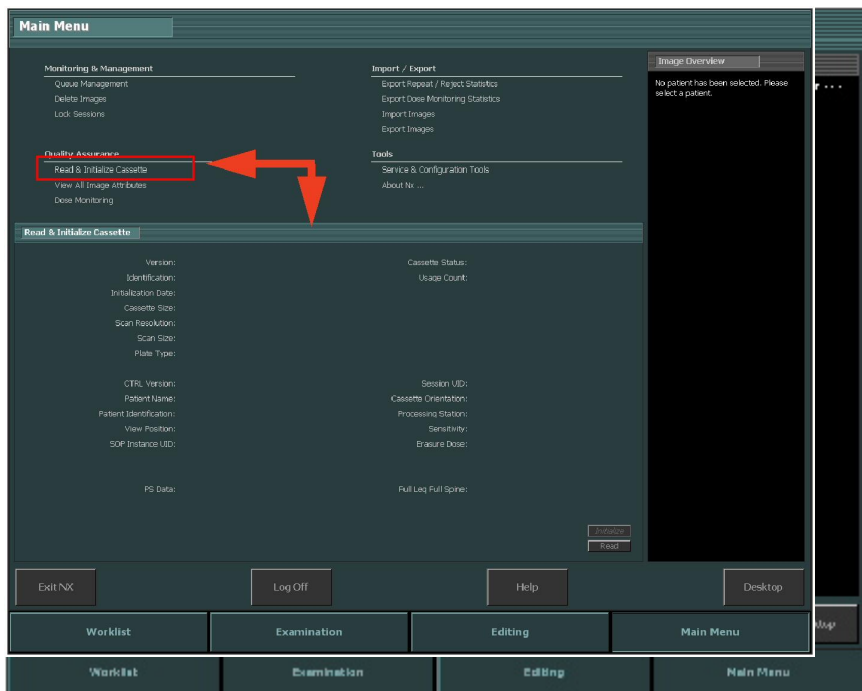 Main Menu
Monitoring & Management
Queue Management
Delete Images
Lock Sessions
Import / Export
Export Repeat / Reject Statistics
Export Dose Monitoring Statistics
Import Images
Export Images
Quality Assurance
Read & Initialize Cassette
View All Image Attributes
Dose Monitoring
Tools
Service & Configuration Tools
About Nx ...
Image Overview
No patient has been selected. Please
select a patient.
Read & Initialize Cassette
Version:
Identification:
Initialization Date:
Cassette Size:
Scan Resolution:
Scan Size:
Plate Type:
Cassette Status:
Usage Count:
CTRL Version:
Patient Name:
Patient Identification:
View Position:
SOP Instance UID:
Session UID:
Cassette Orientation:
Processing Station:
Sensitivity:
Erasure Dose:
PS Data:
Full Leg Full Spine:
Initialize
Read
Exit NX
Log Off
Help
Desktop
Worklist
Examination
Editing
Main Menu
Worklist
Examination
Editing
Main Menu